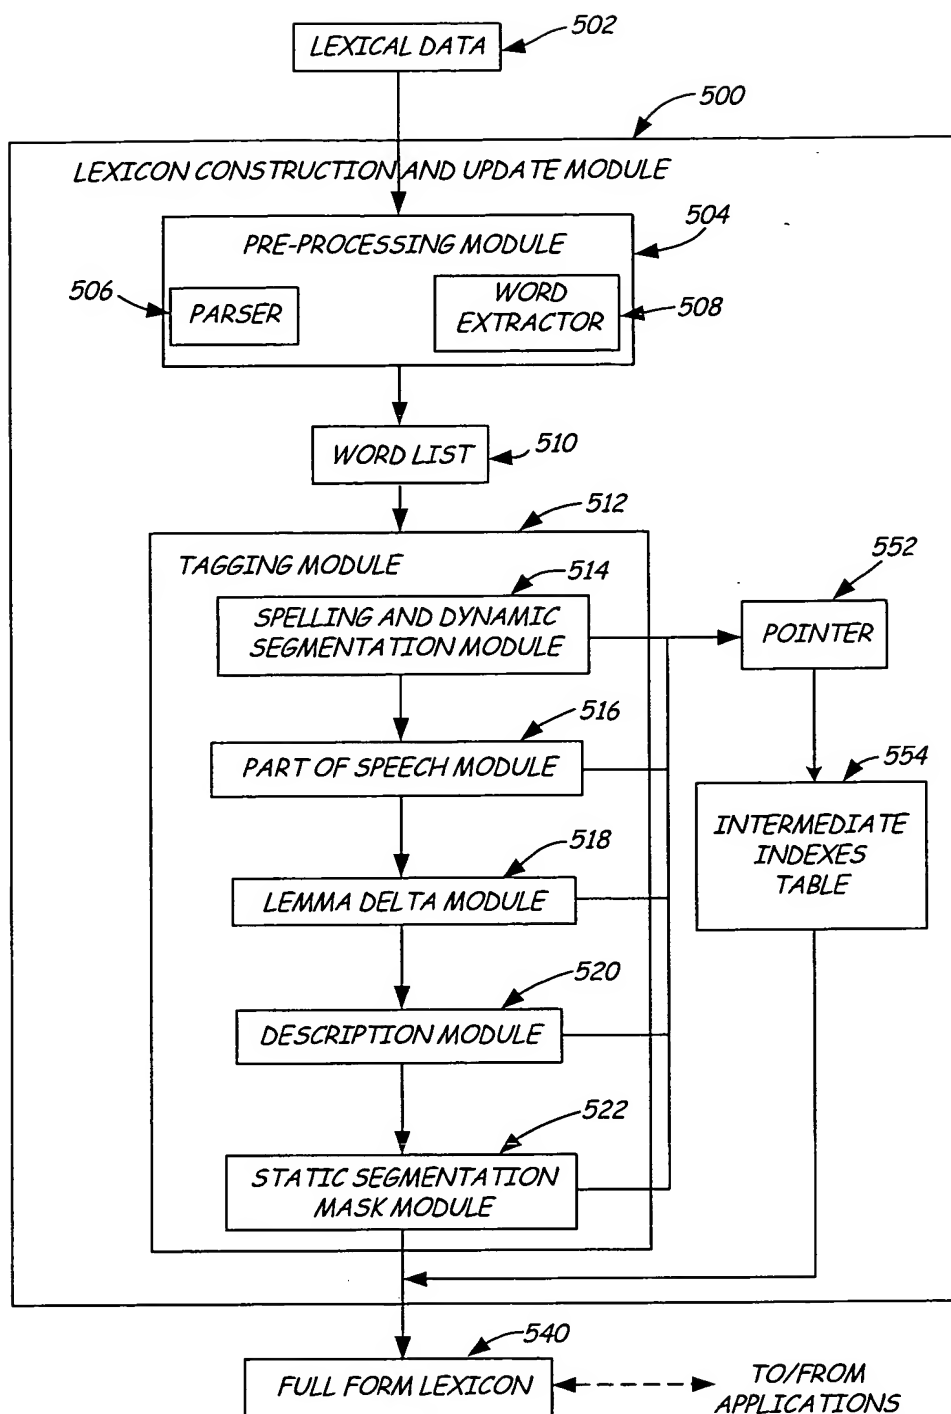 LEXICAL DATA
502
500
LEXICON CONSTRUCTION AND UPDATE MODULE
PRE-PROCESSING MODULE
504
506
PARSER
WORD
EXTRACTOR
508
WORD LIST
510
512
TAGGING MODULE
514
SPELLING AND DYNAMIC
SEGMENTATION MODULE
552
POINTER
516
PART OF SPEECH MODULE
554
INTERMEDIATE
INDEXES
TABLE
518
LEMMA DELTA MODULE
520
DESCRIPTION MODULE
522
STATIC SEGMENTATION
MASK MODULE
540
FULL FORM LEXICON
TO/FROM
APPLICATIONS